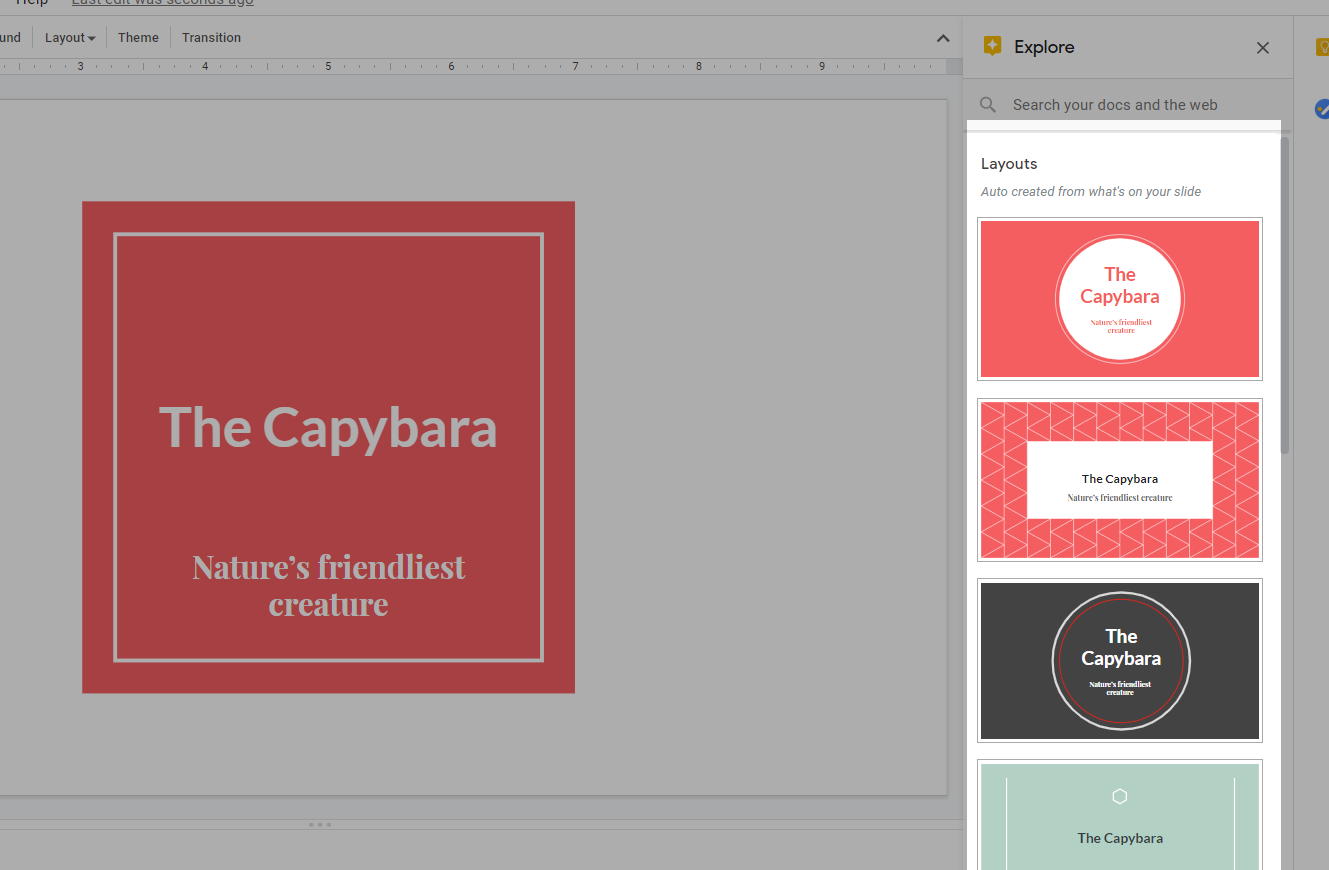 Help Last edit was seconds ago
und Layout Theme Transition
3 4 5 6 7 8 9
Explore
Search your docs and the web
The Capybara
Nature’s friendliest
creature
Layouts
Auto created from what's on your slide
The
Capybara
Nature’s friendliest
creature
The Capybara
Nature’s friendliest creature
The
Capybara
Nature’s friendliest
creature
The Capybara